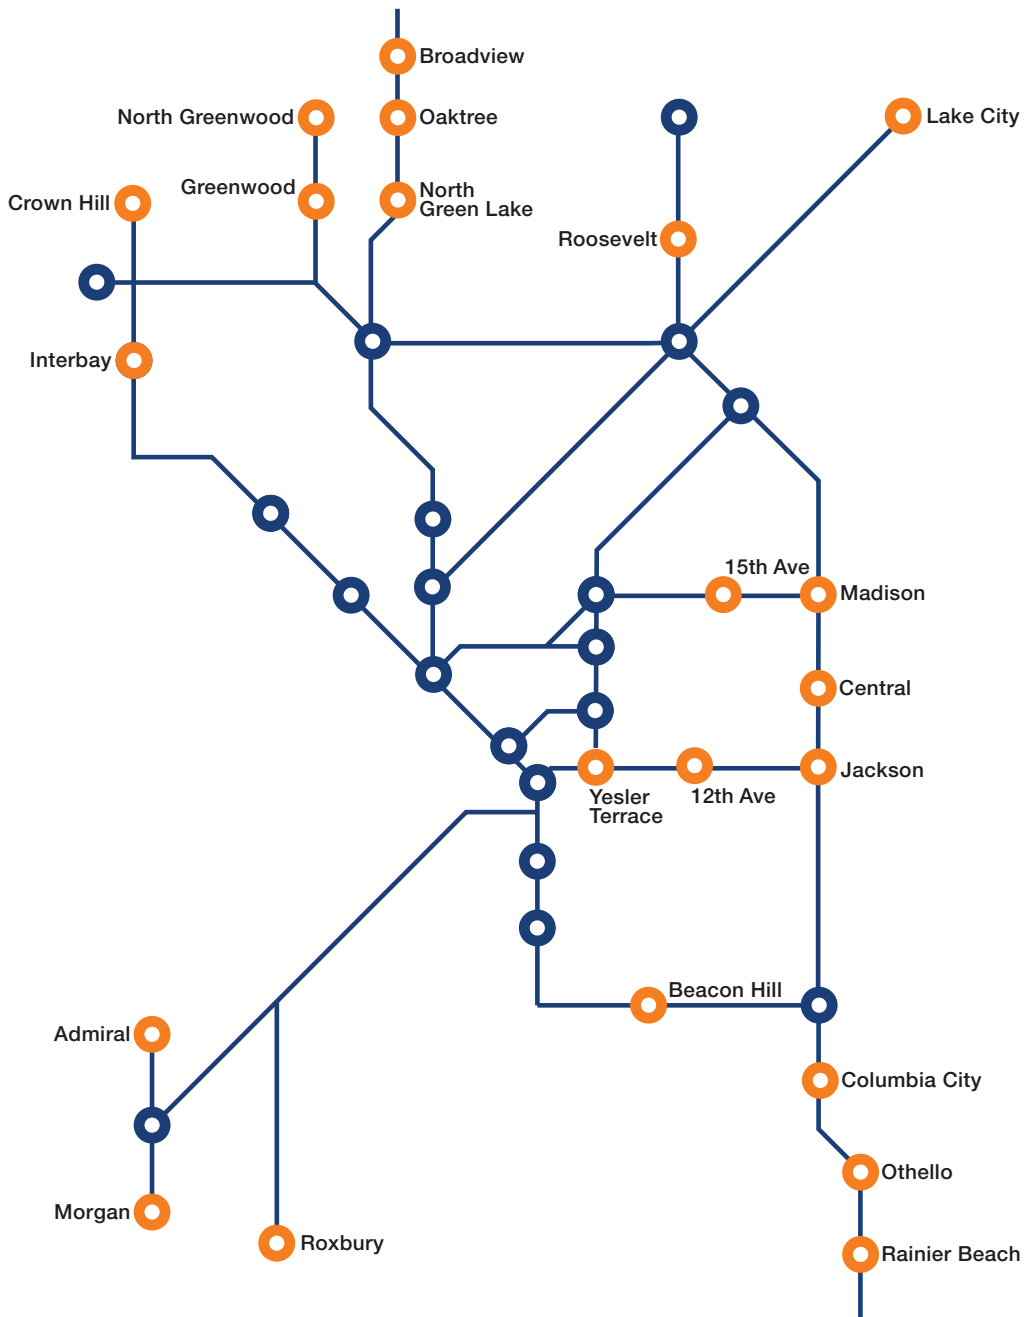 Broadview
North Greenwood
Oaktree
Lake City
Greenwood
North
Green Lake
Crown Hill
Roosevelt
Interbay
15th Ave
Madison
Central
Jackson
Yesler
Terrace
12th Ave
Beacon Hill
Admiral
Columbia City
Othello
Morgan
Roxbury
Rainier Beach